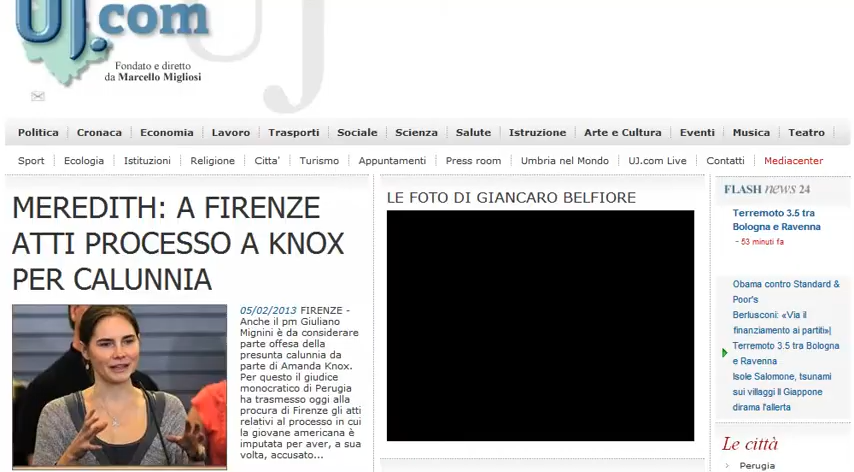 UJ.com
UJ
Fondato e diretto
da Marcello Migliosi
Politica Cronaca Economia Lavoro Trasporti Sociale Scienza Salute Istruzione Arte e Cultura Eventi Musica Teatro
Sport Ecologia Istituzioni Religione Citta' Turismo Appuntamenti Press room Umbria nel Mondo UJ.com Live Contatti Mediacenter
MEREDITH: A FIRENZE
ATTI PROCESSO A KNOX
PER CALUNNIA
05/02/2013 FIRENZE -
Anche il pm Giuliano
Mignini è da considerare
parte offesa della
presunta calunnia da
parte di Amanda Knox.
Per questo il giudice
monocratico di Perugia
ha trasmesso oggi alla
procura di Firenze gli atti
relativi al processo in cui
la giovane americana è
imputata per aver, a sua
volta, accusato...
LE FOTO DI GIANCARO BELFIORE
FLASH news 24
Terremoto 3.5 tra
Bologna e Ravenna
- 53 minuti fa
Obama contro Standard &
Poor's
Berlusconi: «Via il
finanziamento ai partiti»|
Terremoto 3.5 tra Bologna
e Ravenna
Isole Salomone, tsunami
sui villaggi Il Giappone
dirama l'allerta
Le città
Perugia